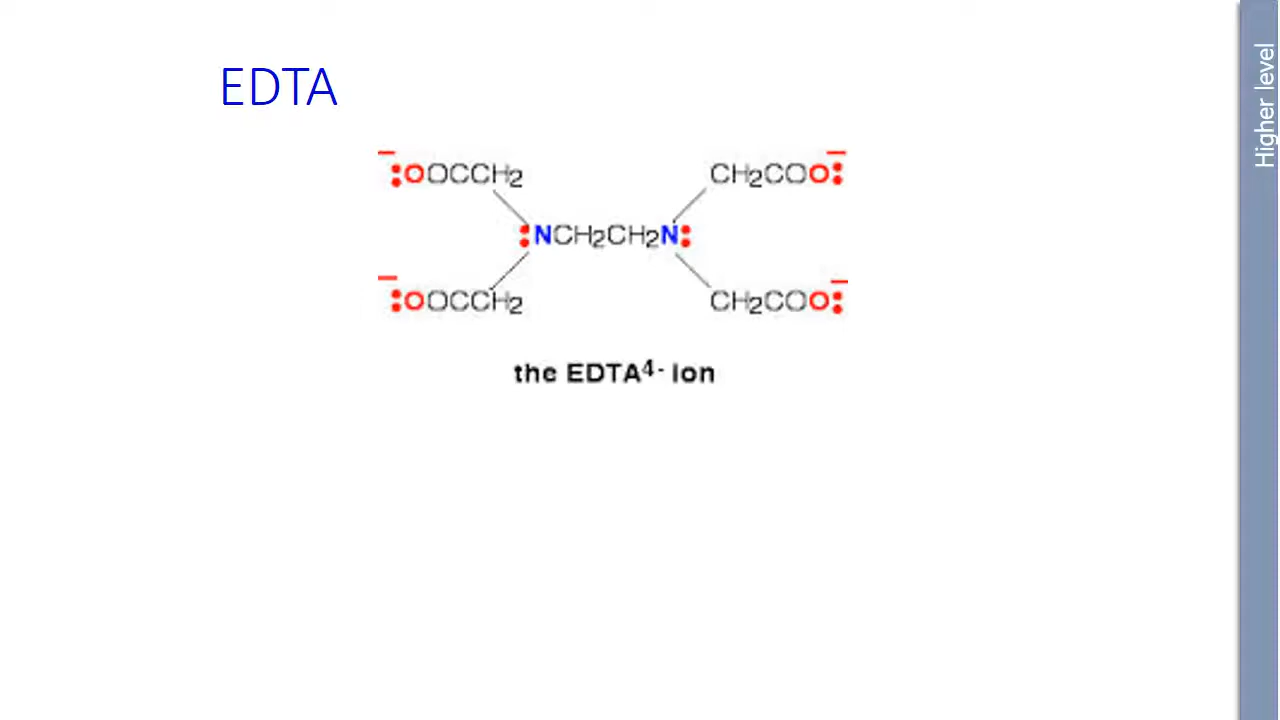 EDTA
⁻:OOCCH₂ CH₂COO:⁻
:NCH₂CH₂N:
⁻:OOCCH₂ CH₂COO:⁻
the EDTA⁴⁻ ion
Higher level